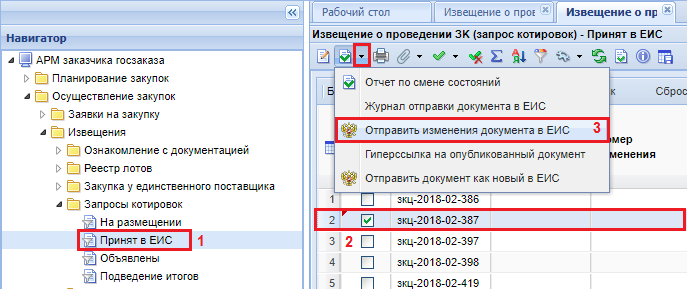 Навигатор
АРМ заказчика госзаказа
Планирование закупок
Осуществление закупок
Заявки на закупку
Извещения
Ознакомление с документацией
Реестр лотов
Закупка у единственного поставщика
Запросы котировок
На размещении
Принят в ЕИС 1
Объявлены
Подведение итогов
Рабочий стол
Извещение о про
Извещение о п
Извещение о проведении ЗК (запрос котировок) - Принят в ЕИС
2
Отчет по смене состояний
Журнал отправки документа в ЕИС
Отправить изменения документа в ЕИС 3
Гиперссылка на опубликованный документ
Отправить документ как новый в ЕИС
Б
к
Сброс
омер
менения
1 зкц-2018-02-386
2 зкц-2018-02-387
3 2 зкц-2018-02-397
4 зкц-2018-02-398
5 зкц-2018-02-419